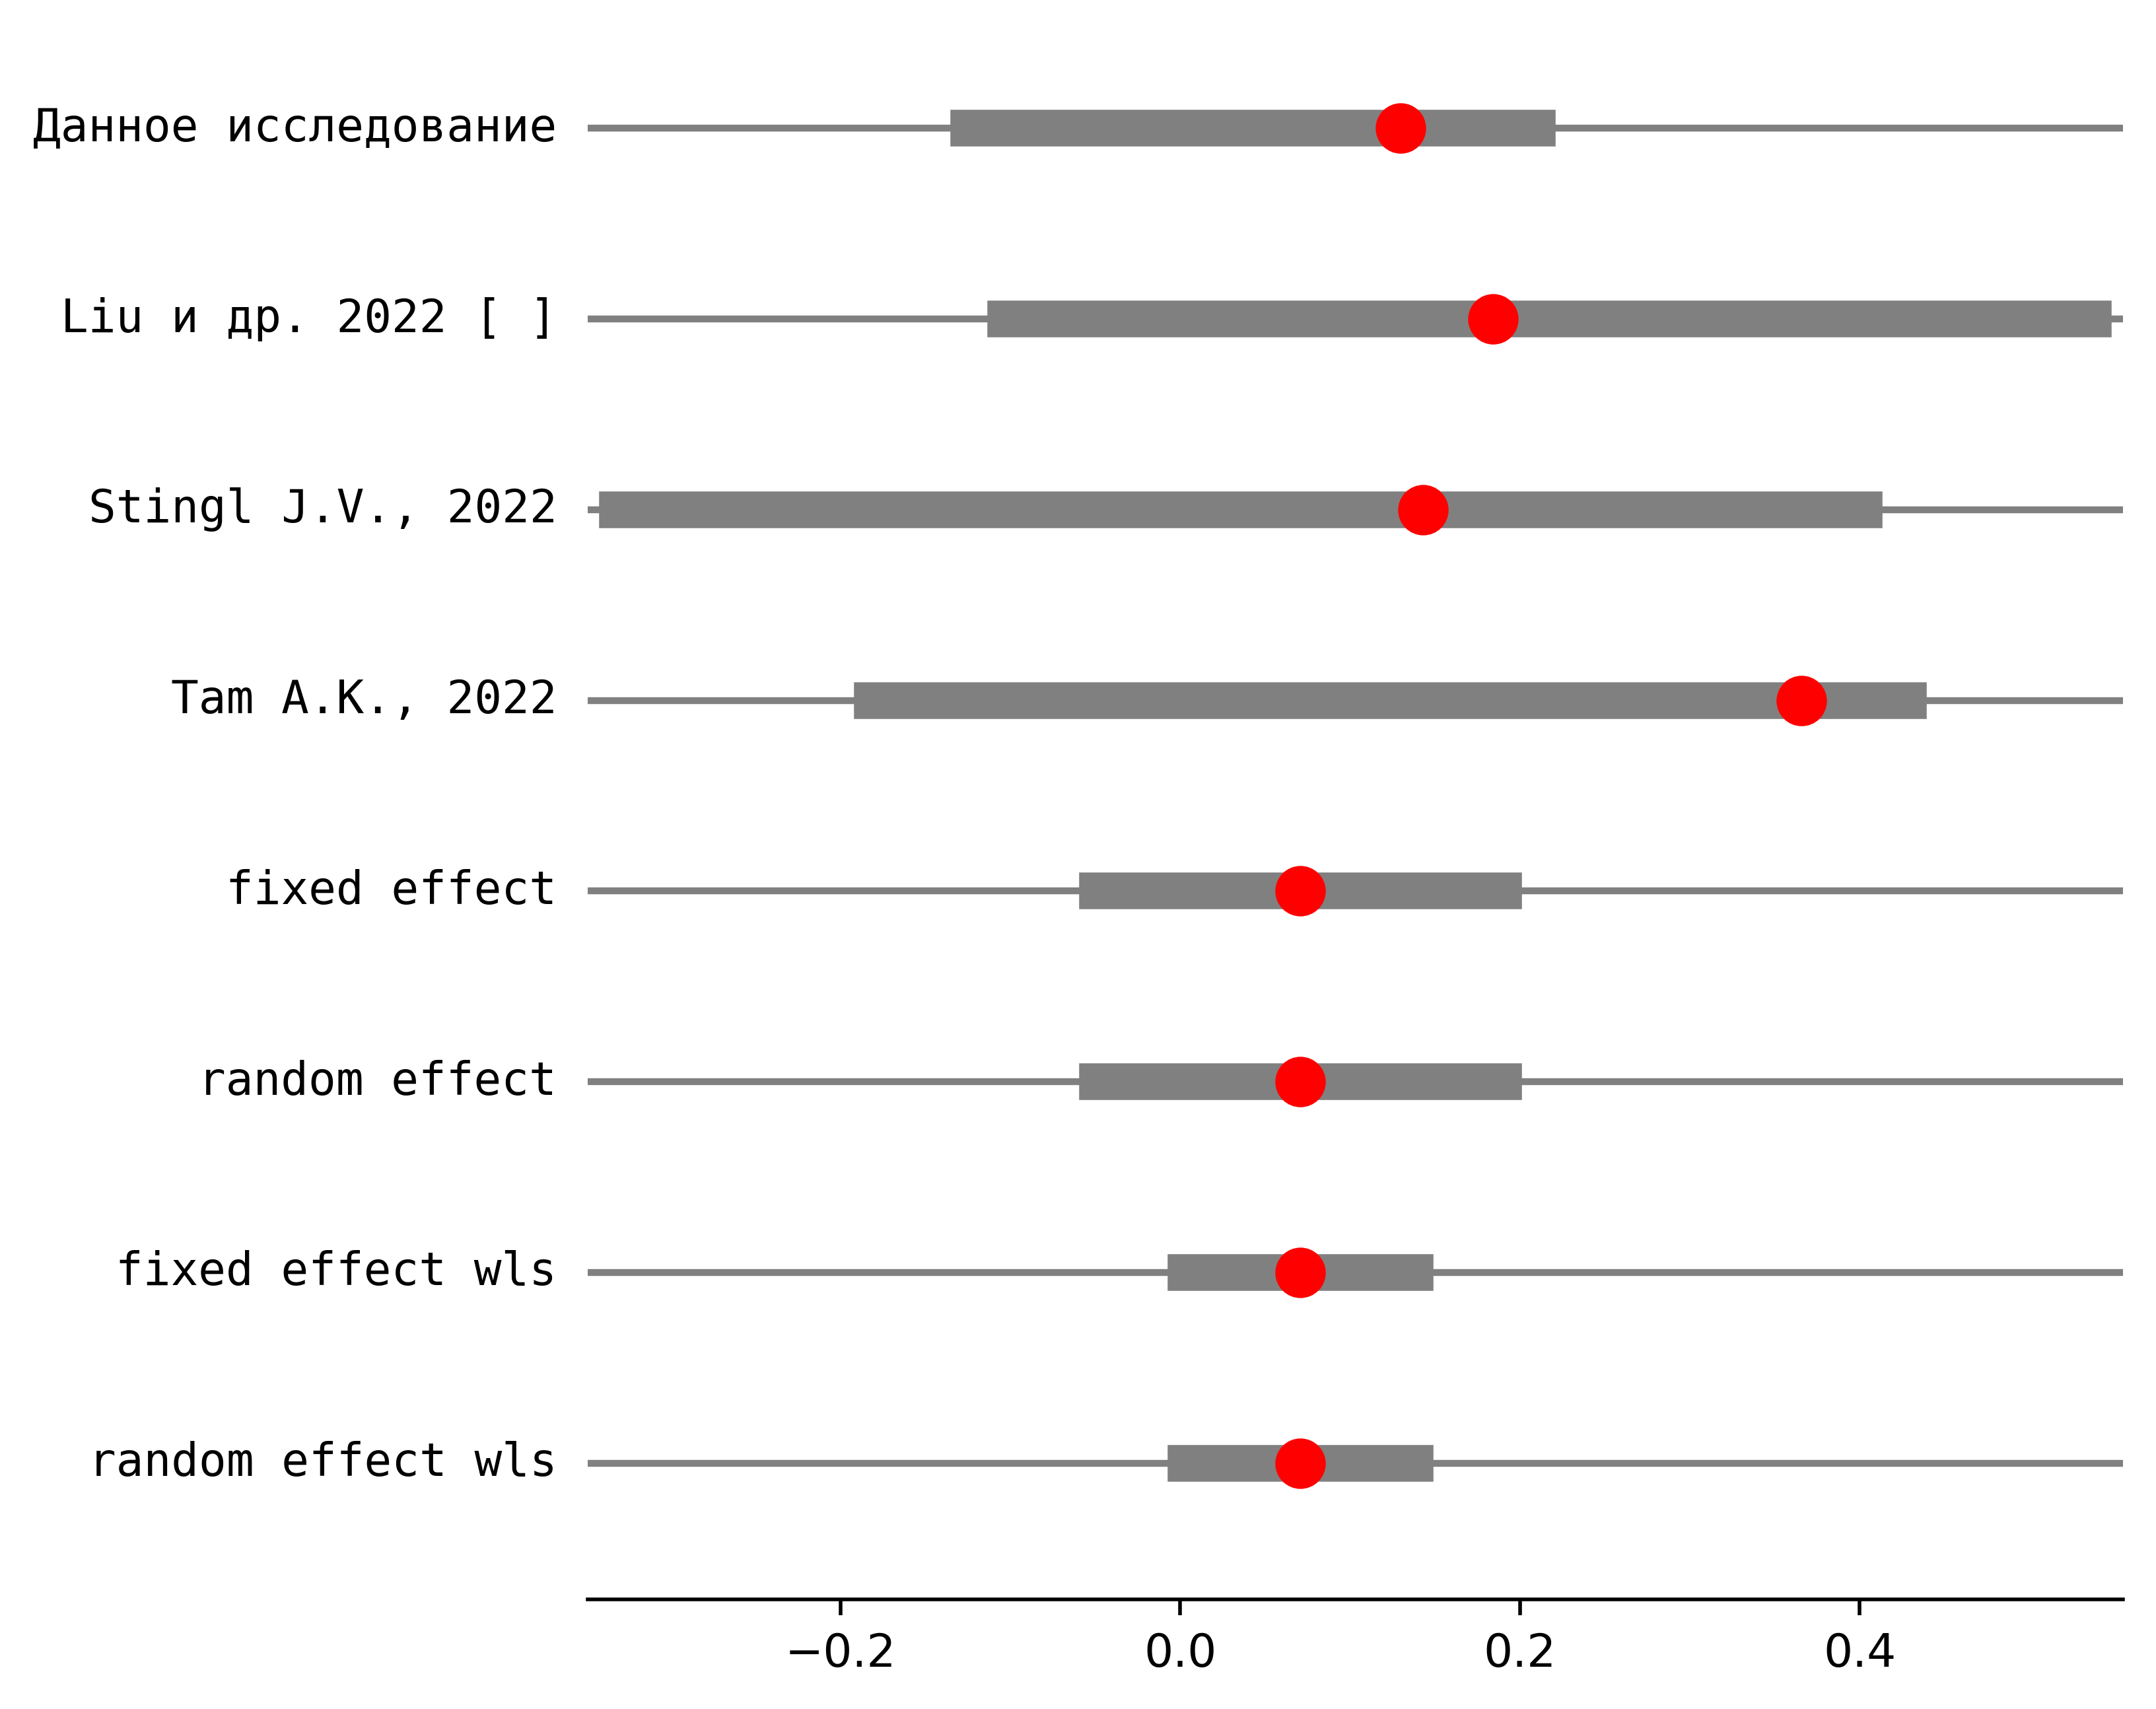 Данное исследование
Liu и др. 2022 [ ]
Stingl J.V., 2022
Tam A.K., 2022
fixed effect
random effect
fixed effect wls
random effect wls
−0.2 0.0 0.2 0.4